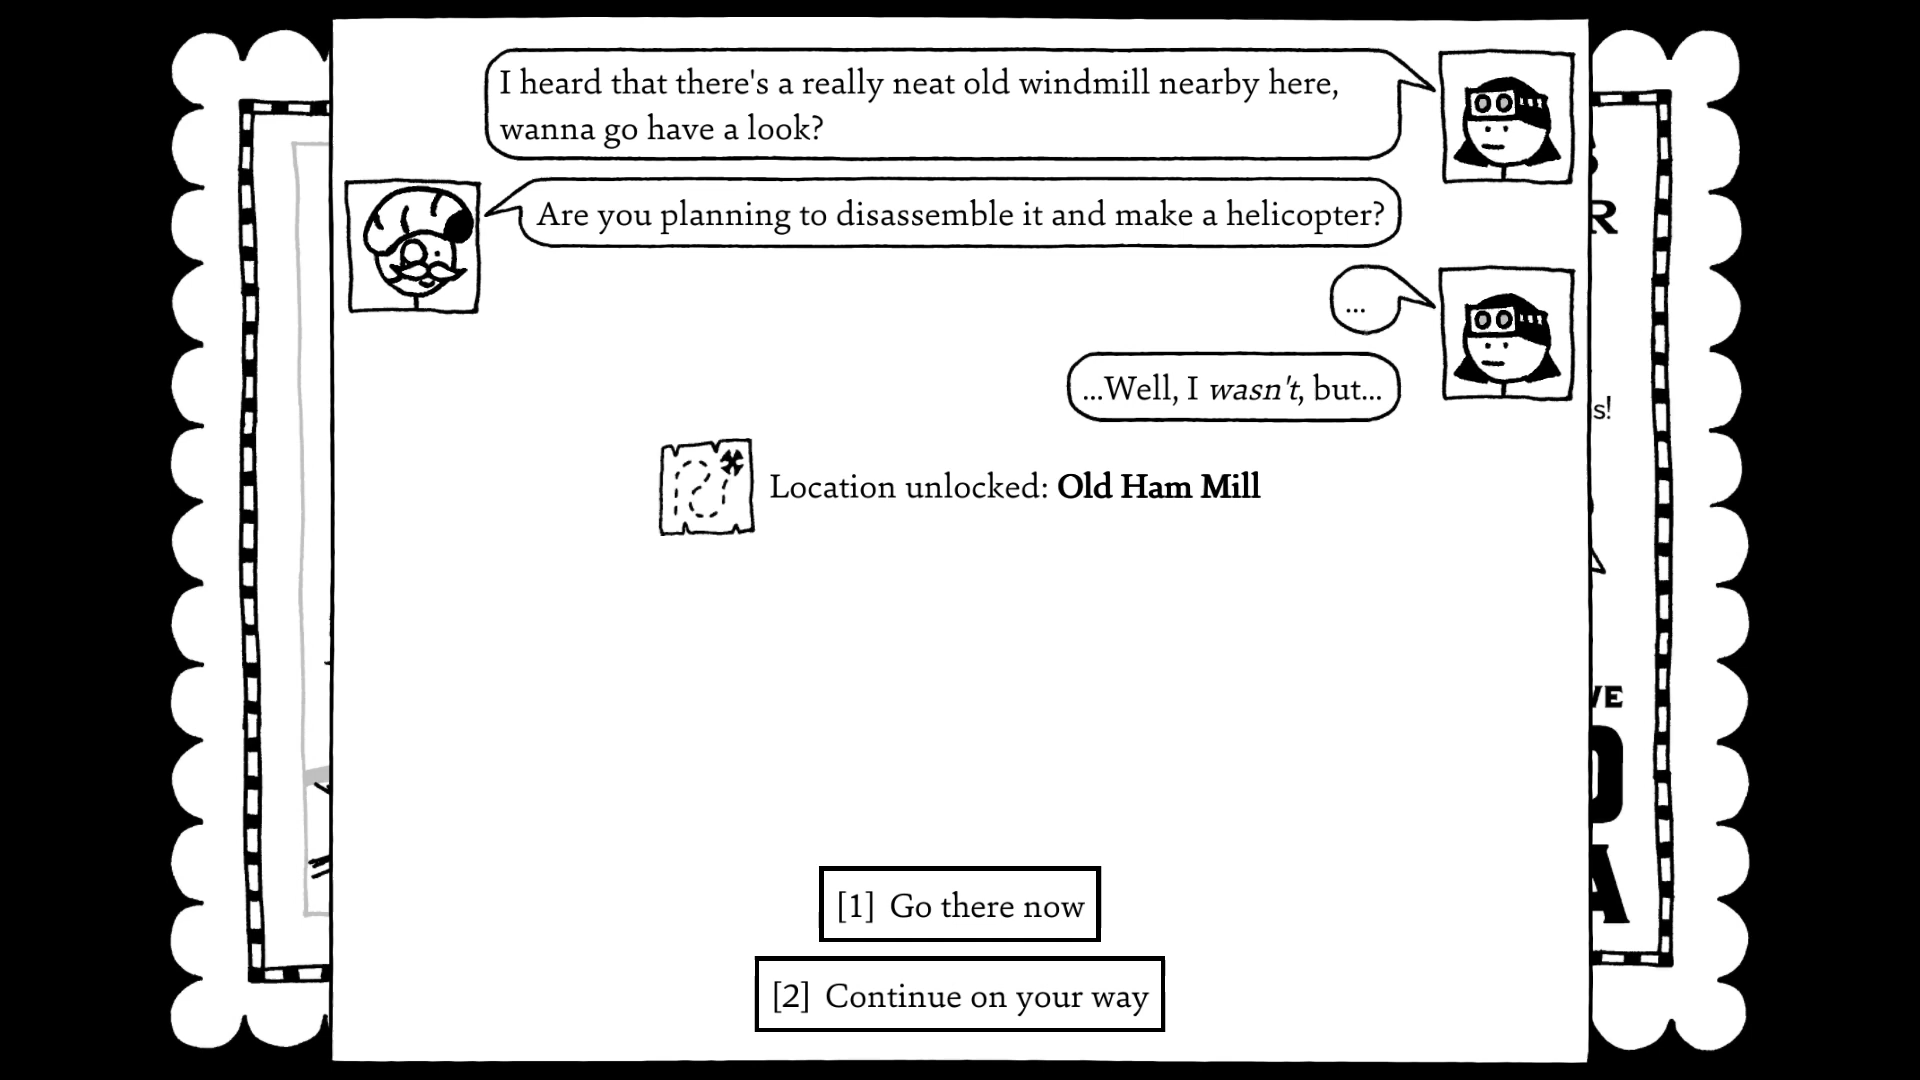 I heard that there's a really neat old windmill nearby here,
wanna go have a look?
Are you planning to disassemble it and make a helicopter?
...
...Well, I wasn't, but...
Location unlocked: Old Ham Mill
[1] Go there now
[2] Continue on your way